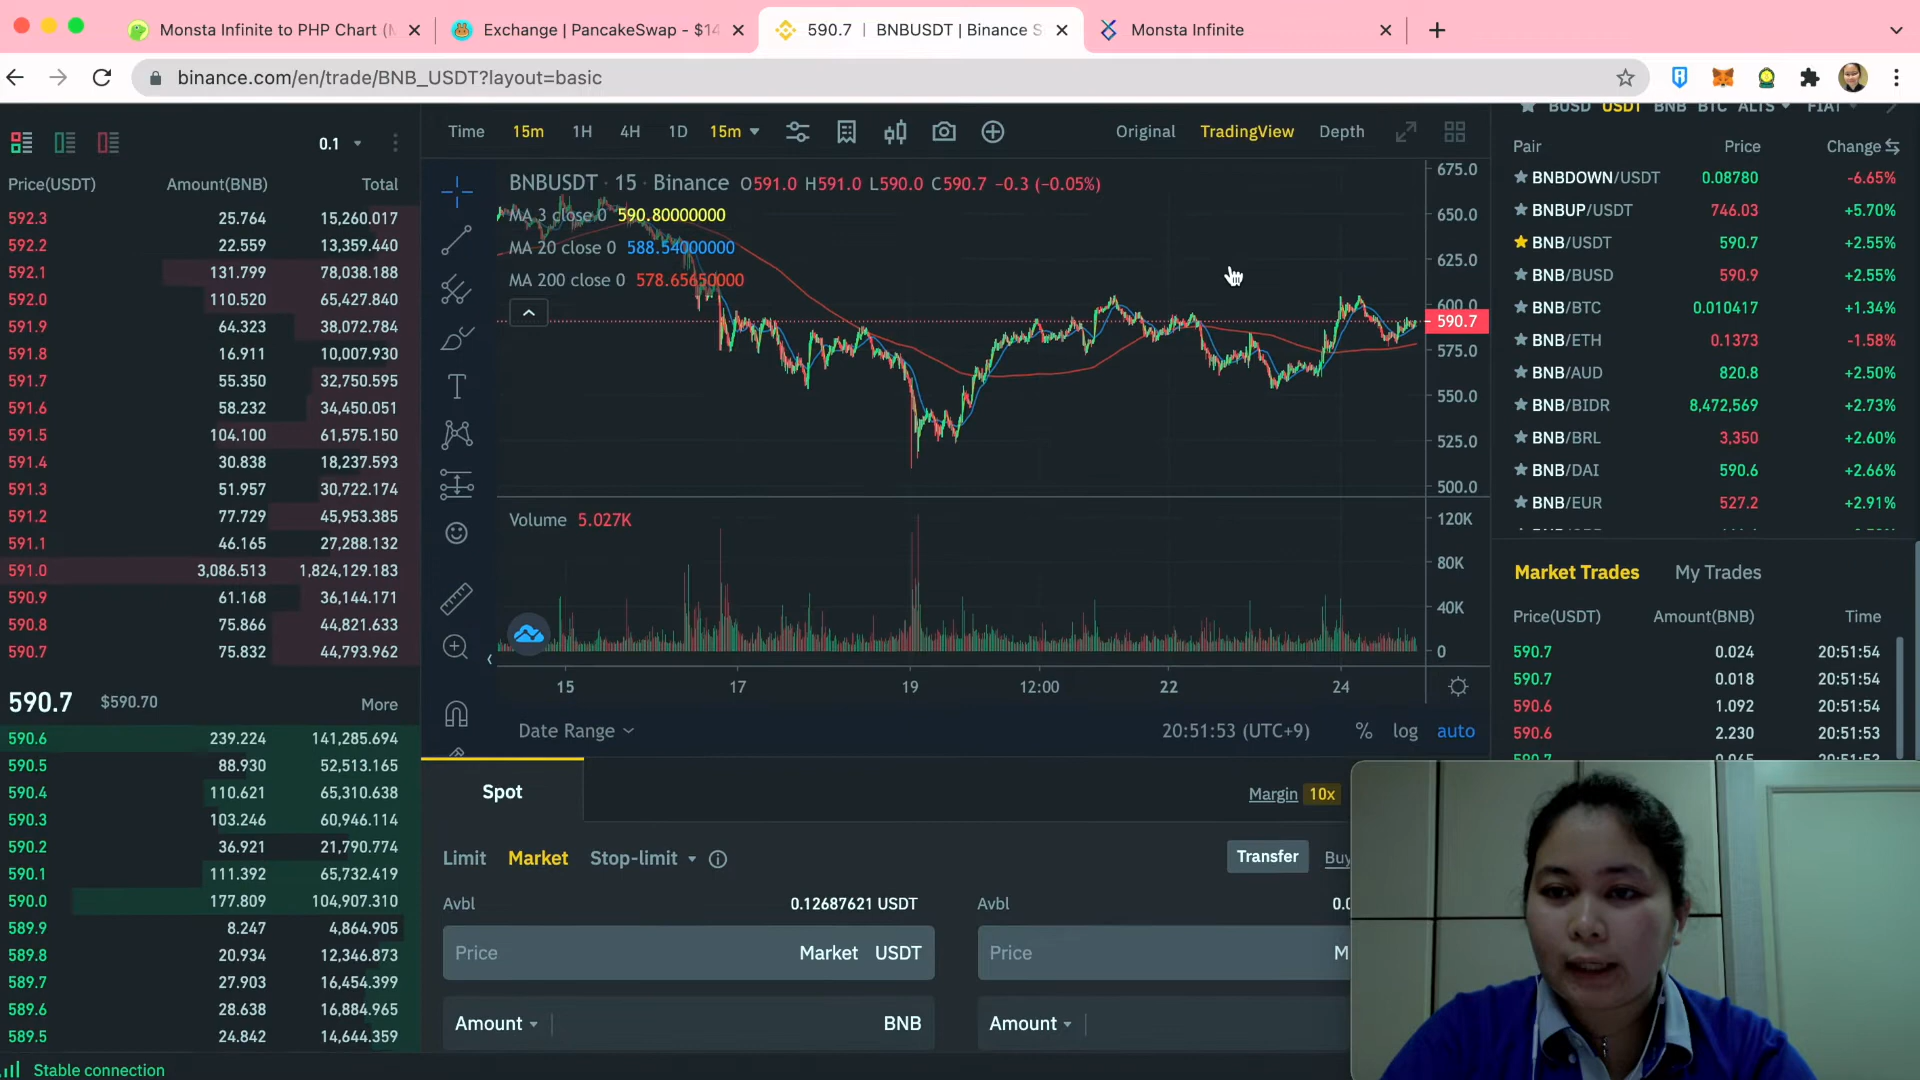 Monsta Infinite to PHP Chart (
Exchange | PancakeSwap - $14
590.7 | BNBUSDT | Binance S
Monsta Infinite
binance.com/en/trade/BNB_USDT?layout=basic
0.1
Price(USDT) Amount(BNB) Total
592.3 25.764 15,260.017
592.2 22.559 13,359.440
592.1 131.799 78,038.188
592.0 110.520 65,427.840
591.9 64.323 38,072.784
591.8 16.911 10,007.930
591.7 55.350 32,750.595
591.6 58.232 34,450.051
591.5 104.100 61,575.150
591.4 30.838 18,237.593
591.3 51.957 30,722.174
591.2 77.729 45,953.385
591.1 46.165 27,288.132
591.0 3,086.513 1,824,129.183
590.9 61.168 36,144.171
590.8 75.866 44,821.633
590.7 75.832 44,793.962
590.7 $590.70 More
590.6 239.224 141,285.694
590.5 88.930 52,513.165
590.4 110.621 65,310.638
590.3 103.246 60,946.114
590.2 36.921 21,790.774
590.1 111.392 65,732.419
590.0 177.809 104,907.310
589.9 8.247 4,864.905
589.8 20.934 12,346.873
589.7 27.903 16,454.399
589.6 28.638 16,884.965
589.5 24.842 14,644.359
Stable connection
Time 15m 1H 4H 1D 15m
Original TradingView Depth
BNBUSDT · 15 · Binance O591.0 H591.0 L590.0 C590.7 −0.3 (−0.05%)
MA 3 close 0 590.80000000
MA 20 close 0 588.54000000
MA 200 close 0 578.65650000
675.0
650.0
625.0
600.0
590.7
575.0
550.0
525.0
500.0
Volume 5.027K
120K
80K
40K
0
15 17 19 12:00 22 24
Date Range
20:51:53 (UTC+9) % log auto
Spot
Margin 10x
Limit Market Stop-limit
Transfer Buy
Avbl 0.12687621 USDT
Avbl 0.0
Price Market USDT
Price M
Amount BNB
Amount
BUSD USDT BNB BTC ALTS FIAT
Pair Price Change
BNBDOWN/USDT 0.08780 -6.65%
BNBUP/USDT 746.03 +5.70%
BNB/USDT 590.7 +2.55%
BNB/BUSD 590.9 +2.55%
BNB/BTC 0.010417 +1.34%
BNB/ETH 0.1373 -1.58%
BNB/AUD 820.8 +2.50%
BNB/BIDR 8,472,569 +2.73%
BNB/BRL 3,350 +2.60%
BNB/DAI 590.6 +2.66%
BNB/EUR 527.2 +2.91%
Market Trades My Trades
Price(USDT) Amount(BNB) Time
590.7 0.024 20:51:54
590.7 0.018 20:51:54
590.6 1.092 20:51:54
590.6 2.230 20:51:53